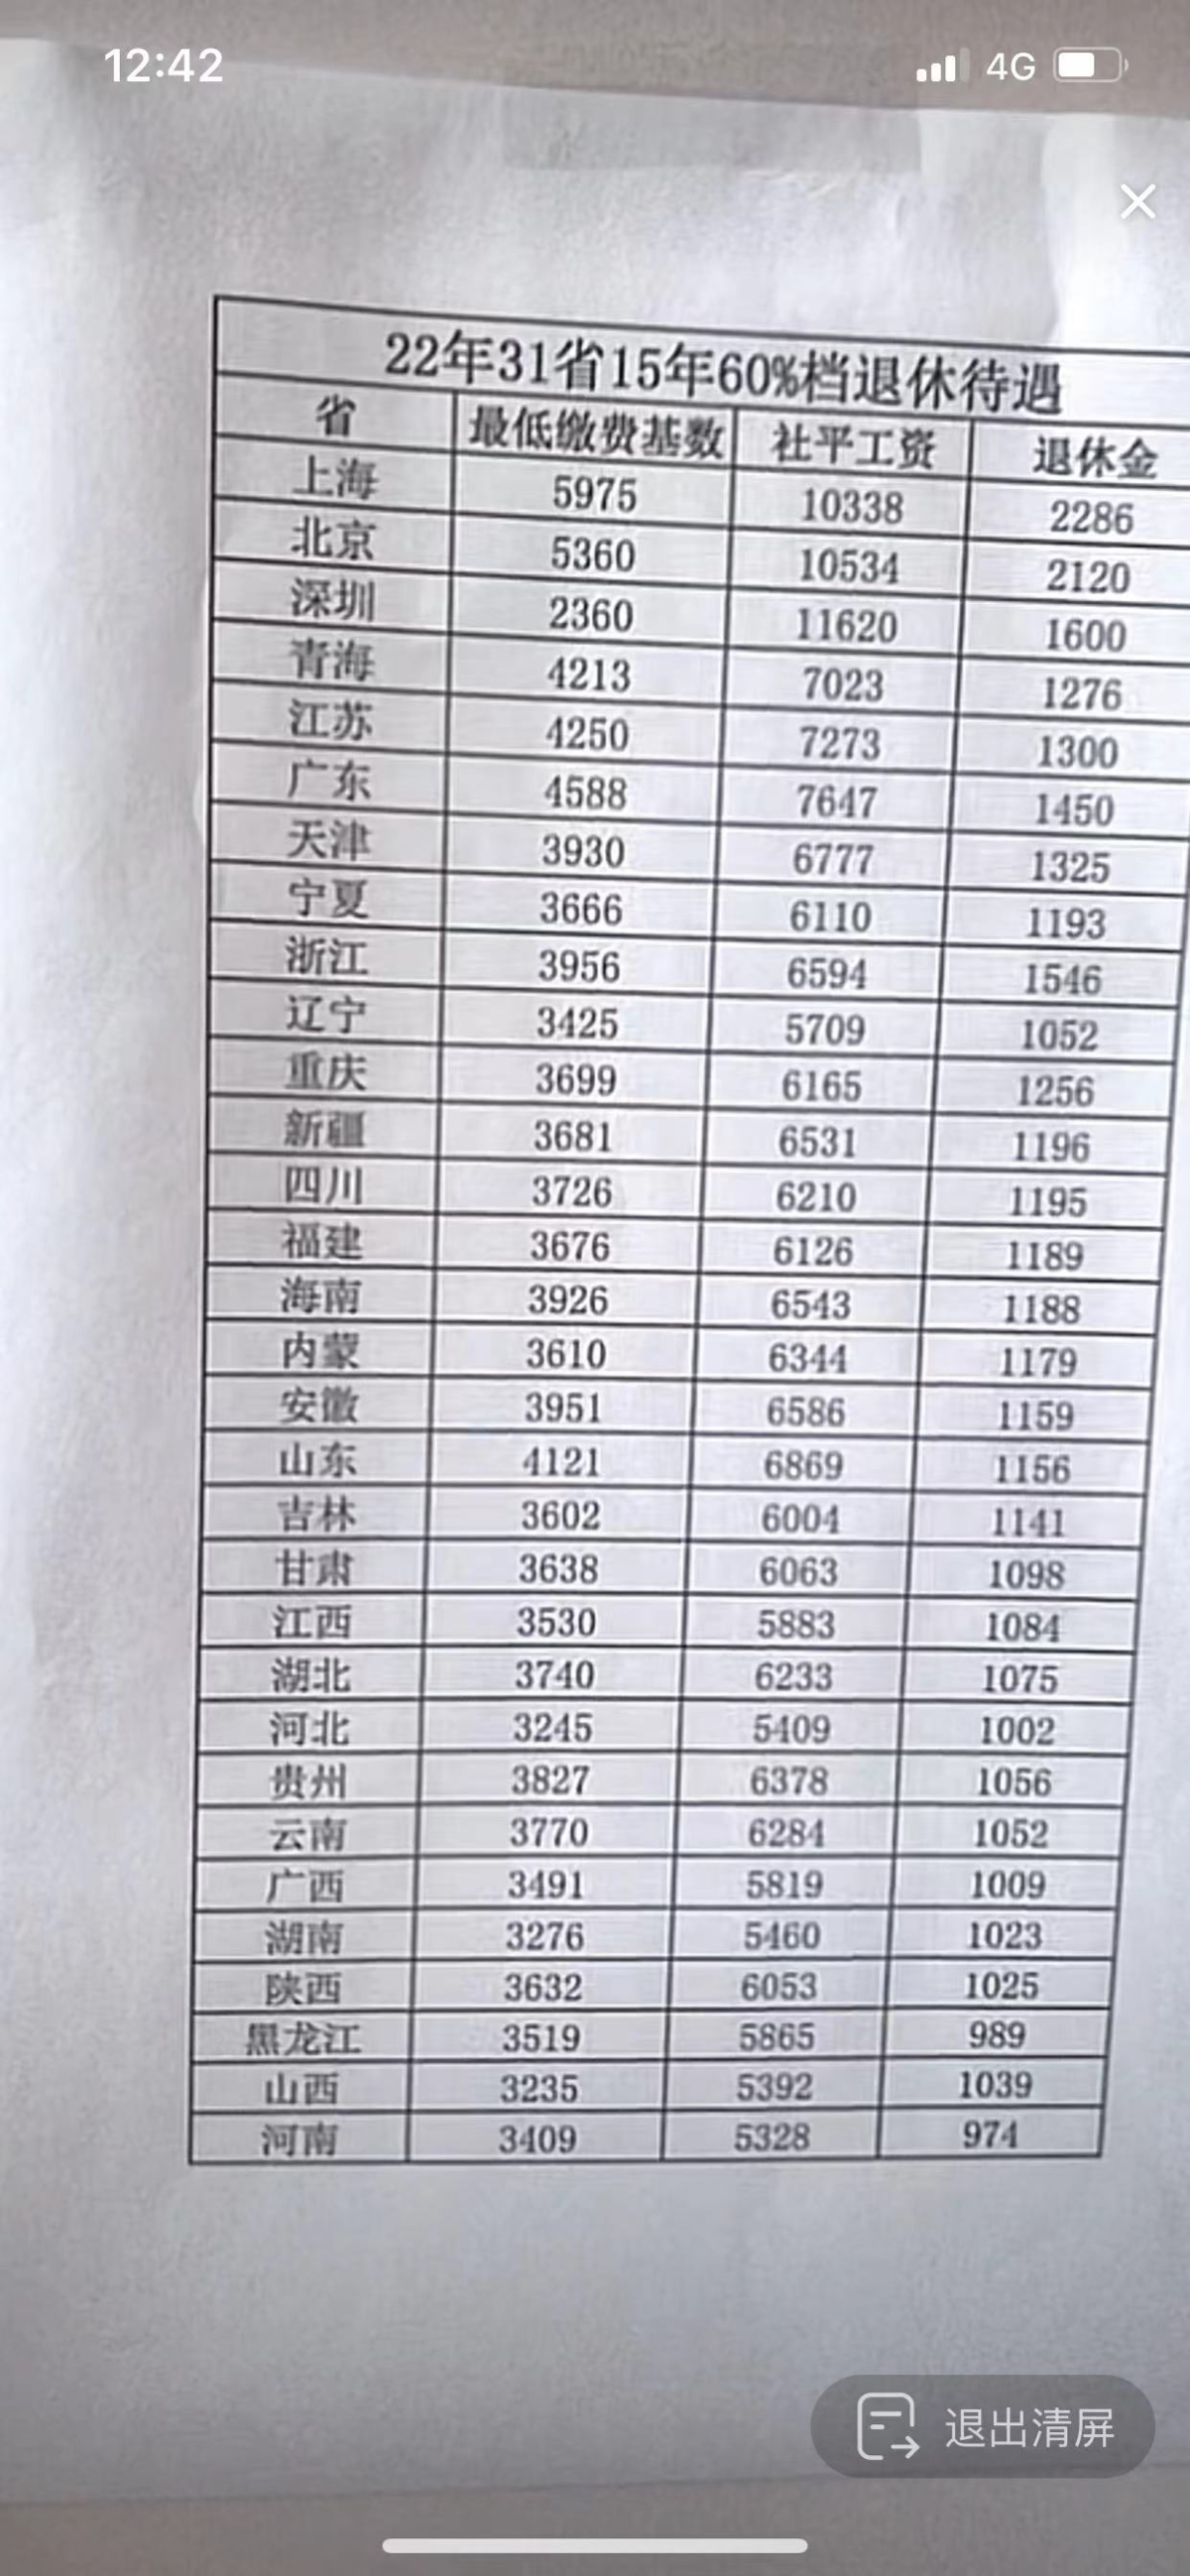 12:42
4G
22年31省15年60%档退休待遇
省 最低缴费基数 社平工资 退休金
上海 5975 10338 2286
北京 5360 10534 2120
深圳 2360 11620 1600
青海 4213 7023 1276
江苏 4250 7273 1300
广东 4588 7647 1450
天津 3930 6777 1325
宁夏 3666 6110 1193
浙江 3956 6594 1546
辽宁 3425 5709 1052
重庆 3699 6165 1256
新疆 3681 6531 1196
四川 3726 6210 1195
福建 3676 6126 1189
海南 3926 6543 1188
内蒙 3610 6344 1179
安徽 3951 6586 1159
山东 4121 6869 1156
吉林 3602 6004 1141
甘肃 3638 6063 1098
江西 3530 5883 1084
湖北 3740 6233 1075
河北 3245 5409 1002
贵州 3827 6378 1056
云南 3770 6284 1052
广西 3491 5819 1009
湖南 3276 5460 1023
陕西 3632 6053 1025
黑龙江 3519 5865 989
山西 3235 5392 1039
河南 3409 5328 974
退出清屏